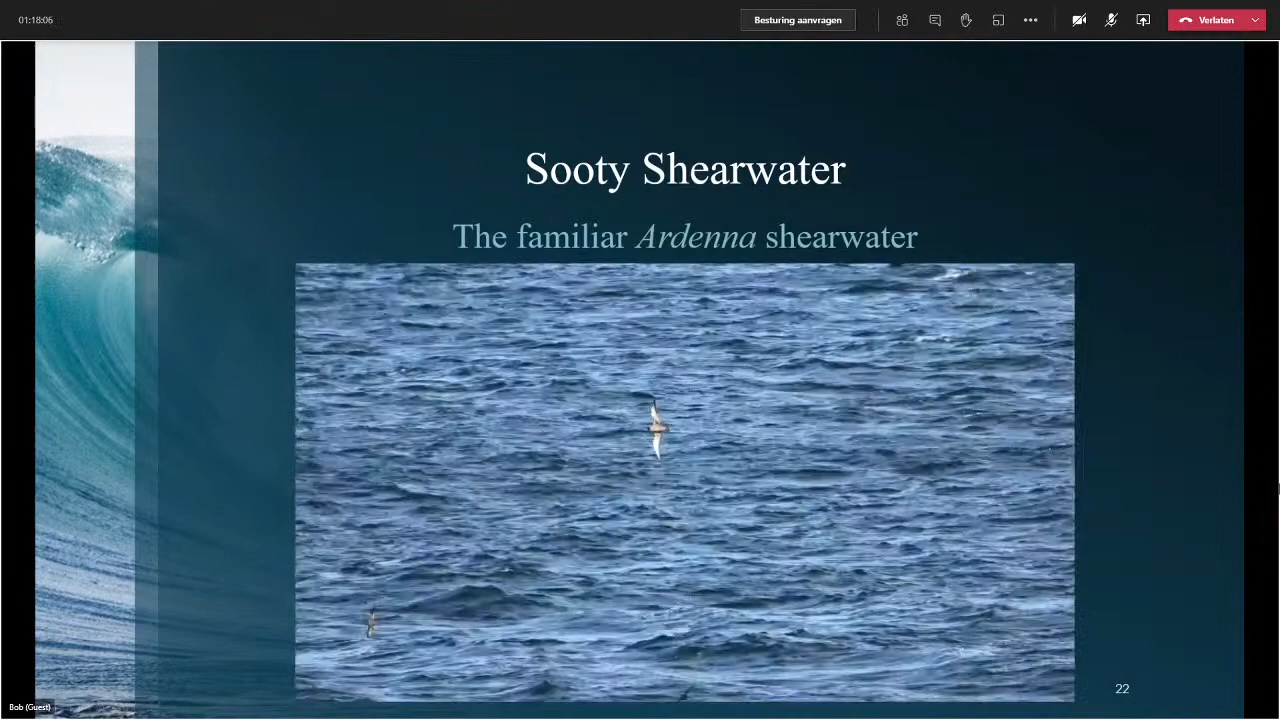 01:18:06
Besturing aanvragen
Verlaten
Sooty Shearwater
The familiar Ardenna shearwater
22
Bob (Guest)